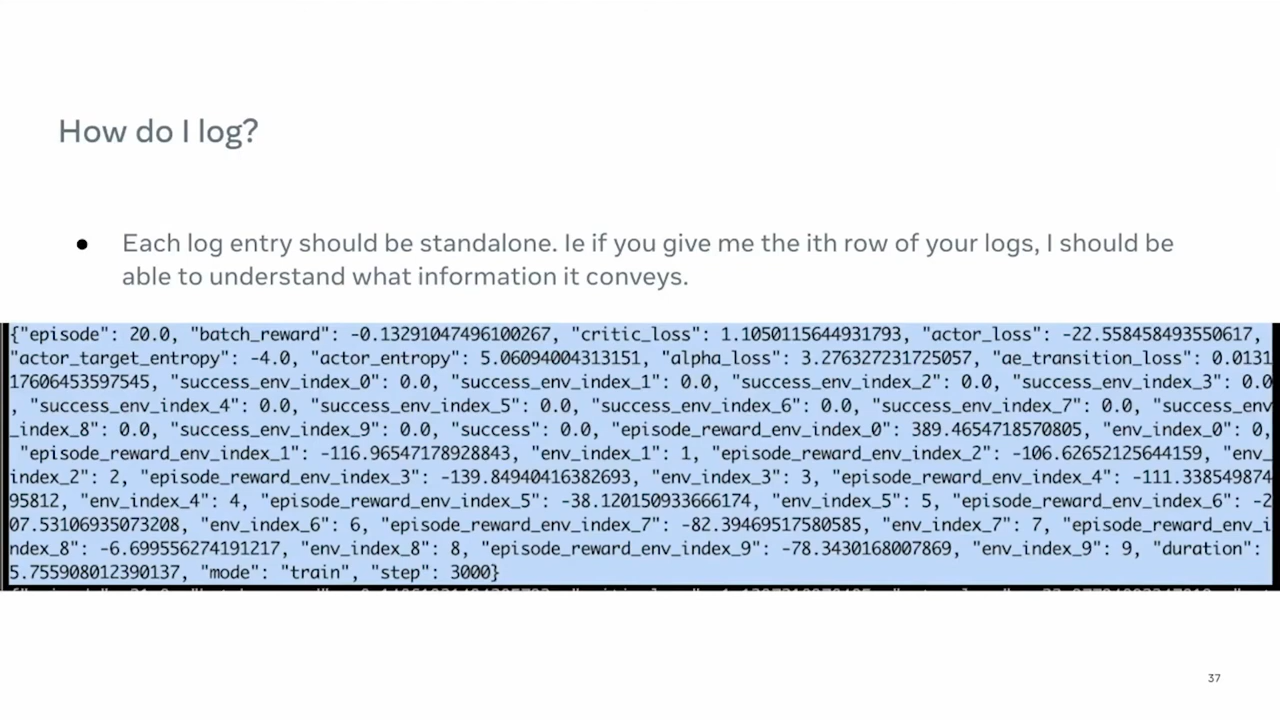 How do I log?
● Each log entry should be standalone. Ie if you give me the ith row of your logs, I should be
able to understand what information it conveys.
{"episode": 20.0, "batch_reward": -0.13291047496100267, "critic_loss": 1.1050115644931793, "actor_loss": -22.558458493550617,
"actor_target_entropy": -4.0, "actor_entropy": 5.06094004313151, "alpha_loss": 3.276327231725057, "ae_transition_loss": 0.0131
17606453597545, "success_env_index_0": 0.0, "success_env_index_1": 0.0, "success_env_index_2": 0.0, "success_env_index_3": 0.0
, "success_env_index_4": 0.0, "success_env_index_5": 0.0, "success_env_index_6": 0.0, "success_env_index_7": 0.0, "success_env
_index_8": 0.0, "success_env_index_9": 0.0, "success": 0.0, "episode_reward_env_index_0": 389.4654718570805, "env_index_0": 0,
"episode_reward_env_index_1": -116.96547178928843, "env_index_1": 1, "episode_reward_env_index_2": -106.62652125644159, "env_
index_2": 2, "episode_reward_env_index_3": -139.84940416382693, "env_index_3": 3, "episode_reward_env_index_4": -111.338549874
95812, "env_index_4": 4, "episode_reward_env_index_5": -38.120150933666174, "env_index_5": 5, "episode_reward_env_index_6": -2
07.53106935073208, "env_index_6": 6, "episode_reward_env_index_7": -82.39469517580585, "env_index_7": 7, "episode_reward_env_i
ndex_8": -6.699556274191217, "env_index_8": 8, "episode_reward_env_index_9": -78.3430168007869, "env_index_9": 9, "duration":
5.755908012390137, "mode": "train", "step": 3000}
37